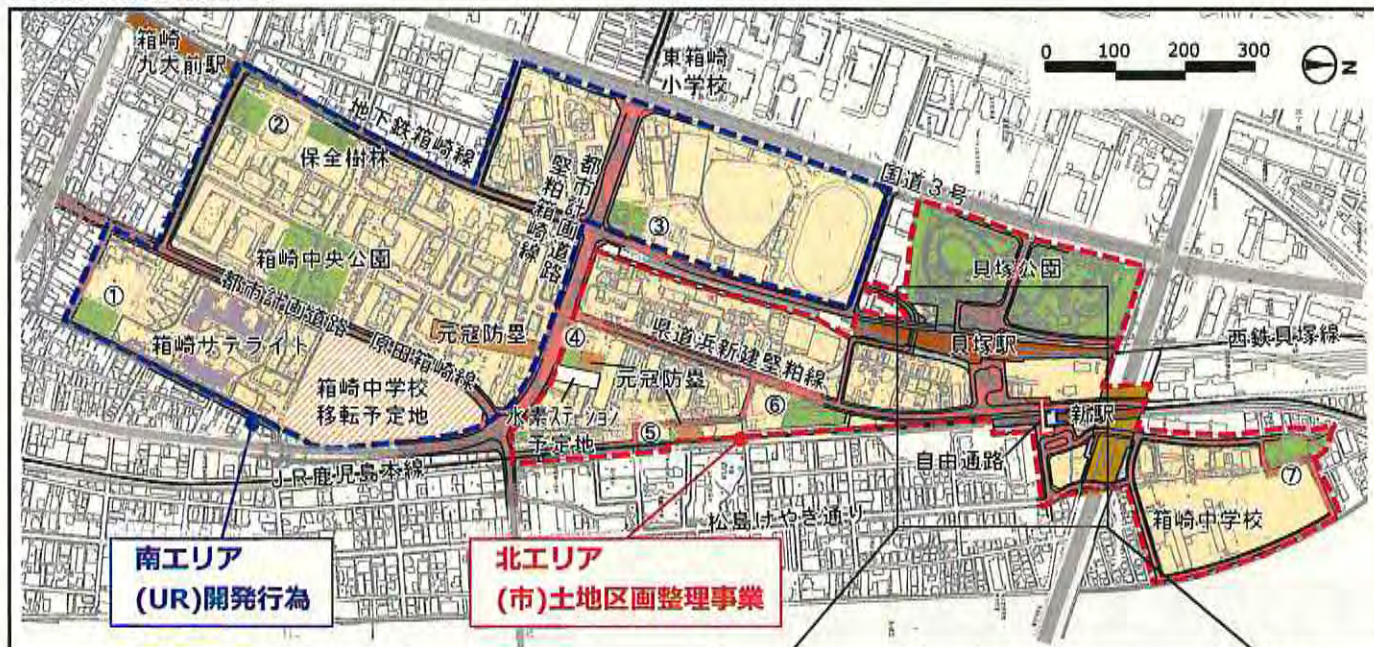 箱崎
九大前駅
東箱崎
小学校
0 100 200 300
N
②
地下鉄箱崎線
保全樹林
都市計画道路
堅粕箱崎線
国道3号
③
貝塚公園
箱崎中央公園
①
都市計画道路 原田箱崎線
箱崎サテライト
元寇防塁
④
県道浜新建堅粕線
貝塚駅
西鉄貝塚線
箱崎中学校
移転予定地
元寇防塁
水素ステーション
予定地
⑥
⑤
新駅
自由通路
⑦
JR鹿児島本線
松島けやき通り
箱崎中学校
南エリア
(UR)開発行為
北エリア
(市)土地区画整理事業